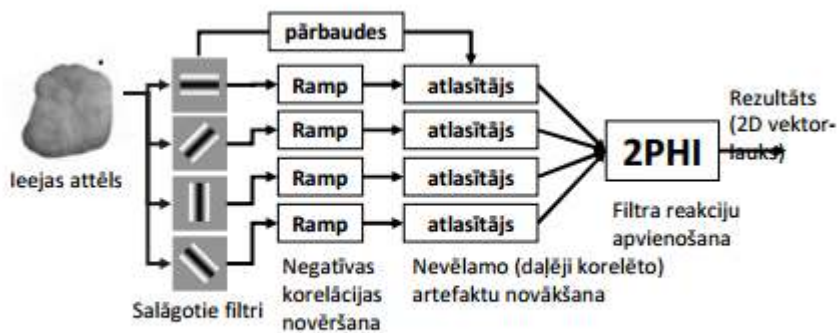 pārbaudes
Ramp
atlasītājs
Ramp
atlasītājs
Ramp
atlasītājs
Ramp
atlasītājs
2PHI
Rezultāts
(2D vektor-
lauks)
Ieejas attēls
Filtra reakciju
apvienošana
Salāgotie filtri
Negatīvas
korelācijas
novēršana
Nevēlamo (daļēji korelēto)
artefaktu novākšana